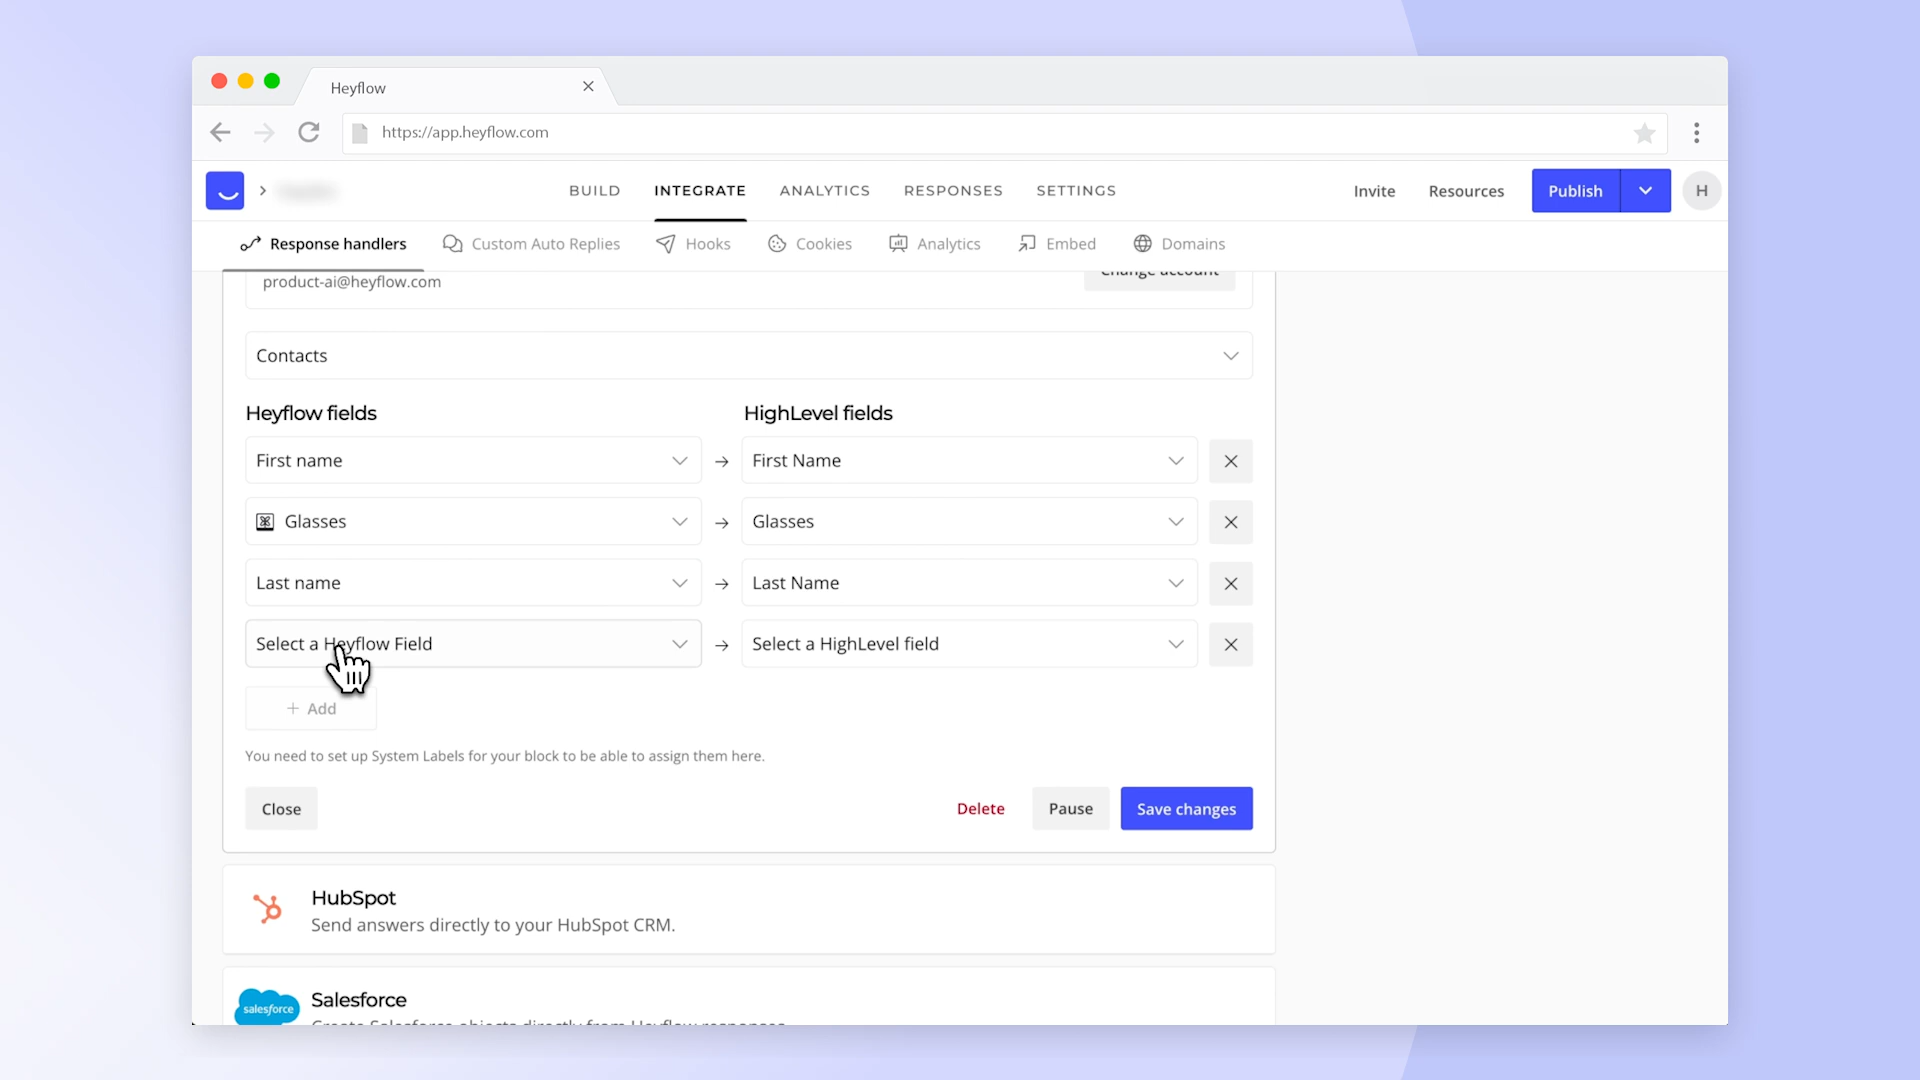 Heyflow
https://app.heyflow.com
BUILD INTEGRATE ANALYTICS RESPONSES SETTINGS Invite Resources Publish H
Response handlers Custom Auto Replies Hooks Cookies Analytics Embed Domains
product-ai@heyflow.com Change account
Contacts
Heyflow fields HighLevel fields
First name First Name
Glasses Glasses
Last name Last Name
Select a Heyflow Field Select a HighLevel field
+ Add
You need to set up System Labels for your block to be able to assign them here.
Close Delete Pause Save changes
HubSpot
Send answers directly to your HubSpot CRM.
salesforce Salesforce
Create Salesforce objects directly from Heyflow responses